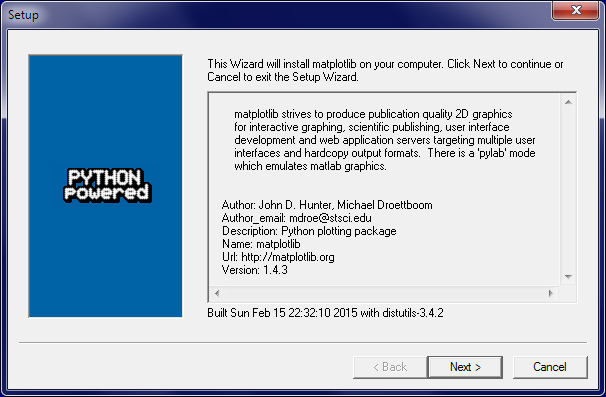 Setup
This Wizard will install matplotlib on your computer. Click Next to continue or
Cancel to exit the Setup Wizard.
PYTHON
powered
matplotlib strives to produce publication quality 2D graphics
for interactive graphing, scientific publishing, user interface
development and web application servers targeting multiple user
interfaces and hardcopy output formats.  There is a 'pylab' mode
which emulates matlab graphics.
Author: John D. Hunter, Michael Droettboom
Author_email: mdroe@stsci.edu
Description: Python plotting package
Name: matplotlib
Url: http://matplotlib.org
Version: 1.4.3
Built Sun Feb 15 22:32:10 2015 with distutils-3.4.2
< Back
Next >
Cancel